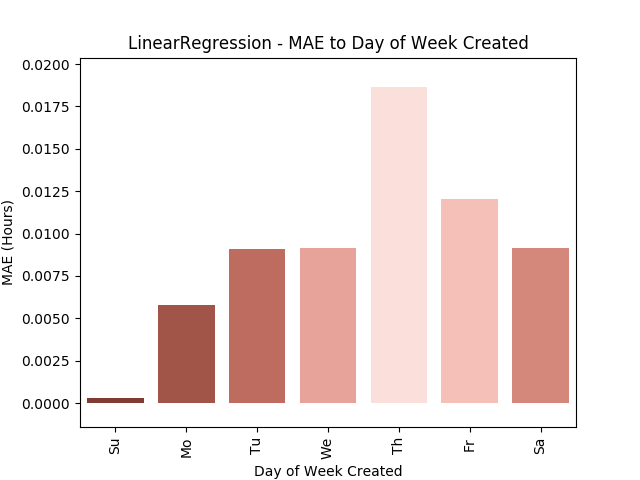 LinearRegression - MAE to Day of Week Created
0.0200
0.0175
0.0150
0.0125
0.0100
0.0075
0.0050
0.0025
0.0000
MAE (Hours)
Su Mo Tu We Th Fr Sa
Day of Week Created